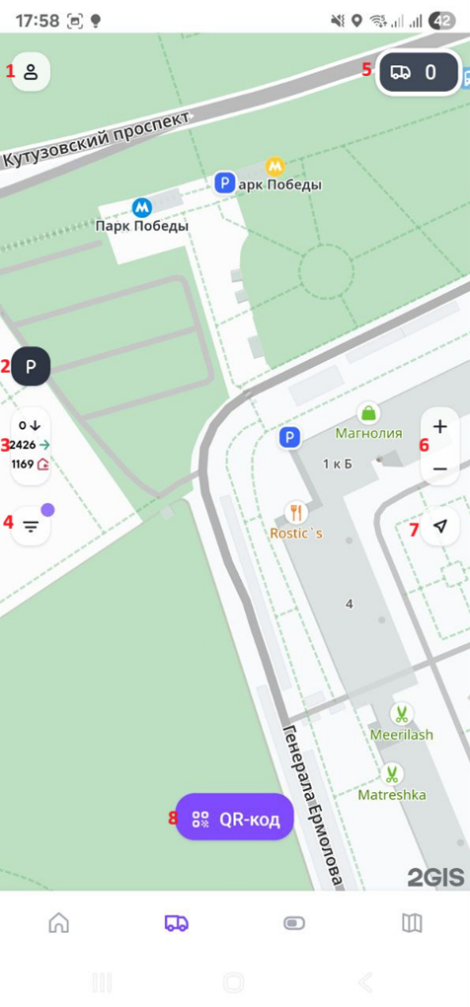 17:58
42
1
5
0
Кутузовский проспект
P
арк Победы
Парк Победы
2
P
0 ↓
3
2426 →
1169
4
P
Магнолия
+
6
−
1 к Б
7
Rostic`s
4
Meerilash
Matreshka
Генерала Ермолова
8
QR-код
2GIS